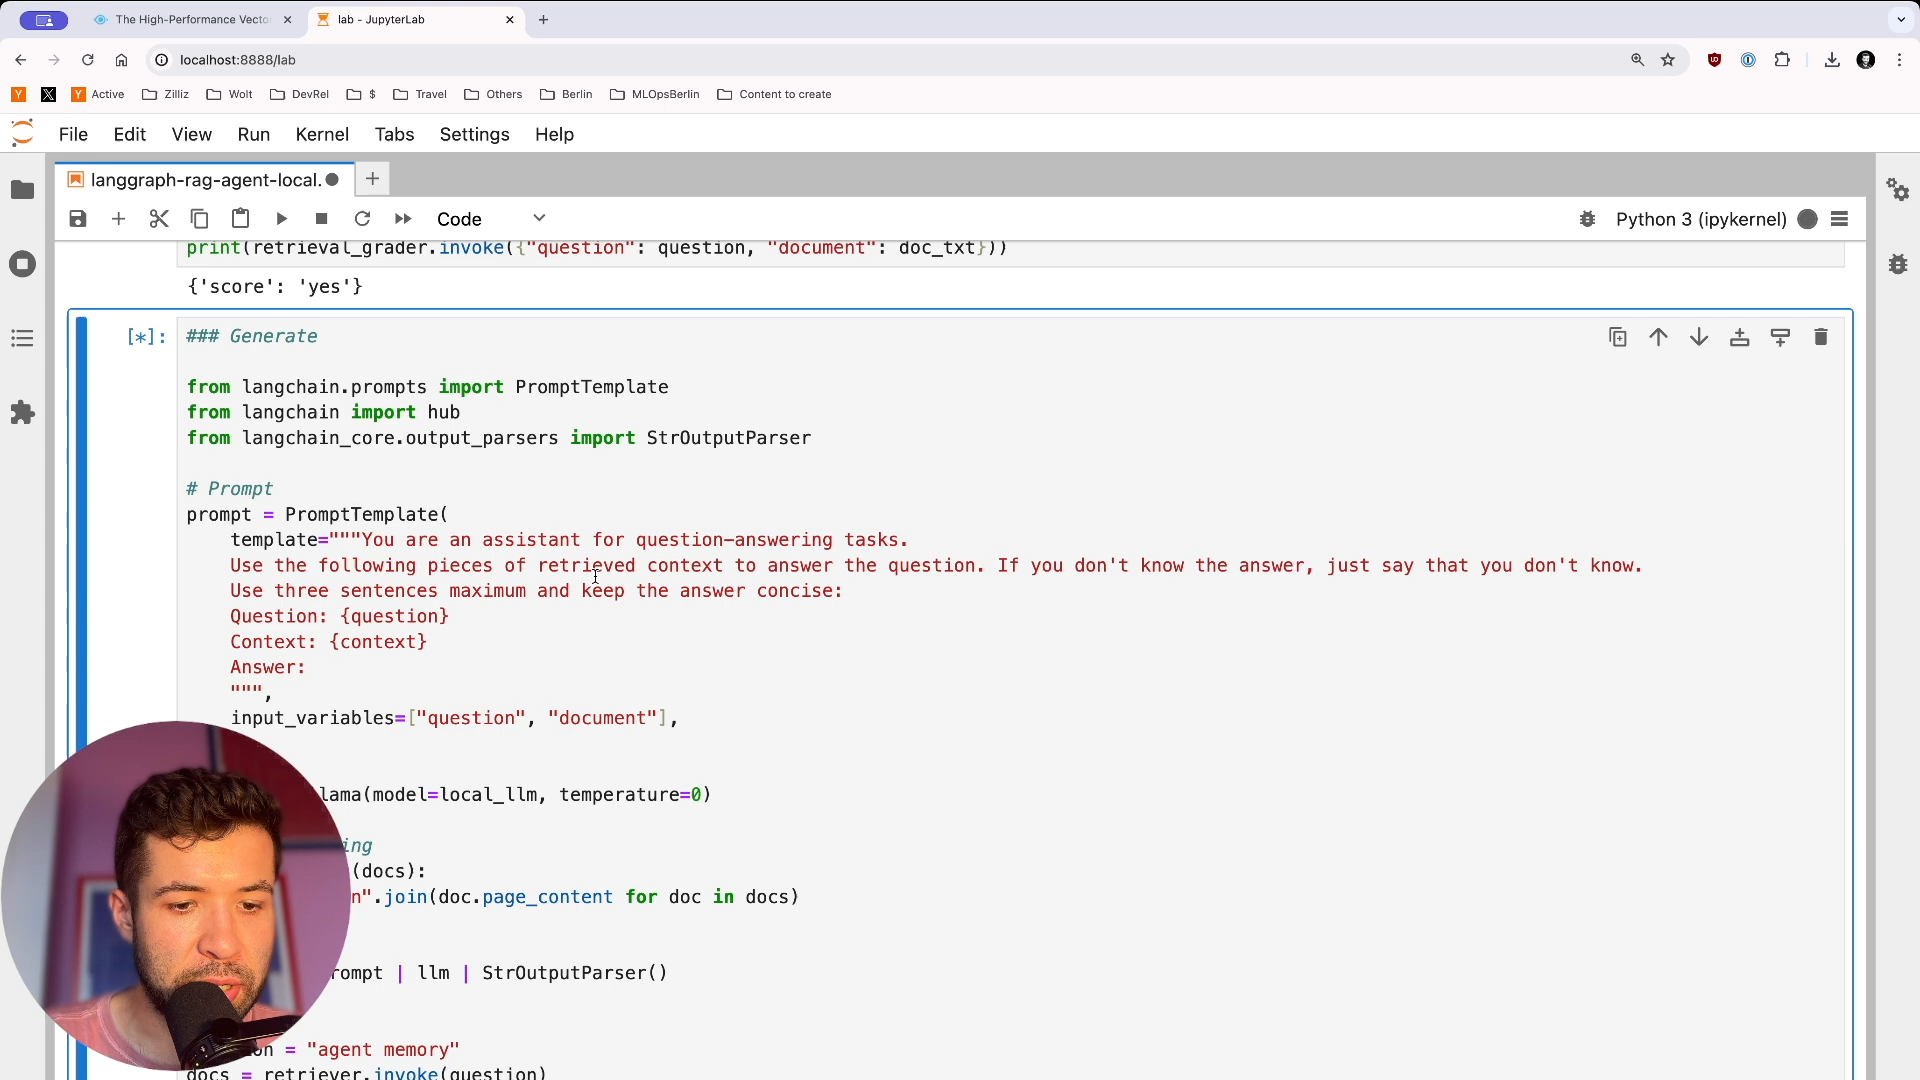 The High-Performance Vecto
lab - JupyterLab
localhost:8888/lab
Active
Zilliz
Wolt
DevRel
$
Travel
Others
Berlin
MLOpsBerlin
Content to create
File Edit View Run Kernel Tabs Settings Help
langgraph-rag-agent-local.
Code
Python 3 (ipykernel)
print(retrieval_grader.invoke({"question": question, "document": doc_txt}))
{'score': 'yes'}
[*]:
### Generate
from langchain.prompts import PromptTemplate
from langchain import hub
from langchain_core.output_parsers import StrOutputParser
# Prompt
prompt = PromptTemplate(
template="""You are an assistant for question-answering tasks.
Use the following pieces of retrieved context to answer the question. If you don't know the answer, just say that you don't know.
Use three sentences maximum and keep the answer concise:
Question: {question}
Context: {context}
Answer:
""",
input_variables=["question", "document"],
lama(model=local_llm, temperature=0)
ing
(docs):
n".join(doc.page_content for doc in docs)
rompt | llm | StrOutputParser()
on = "agent memory"
docs = retriever.invoke(question)